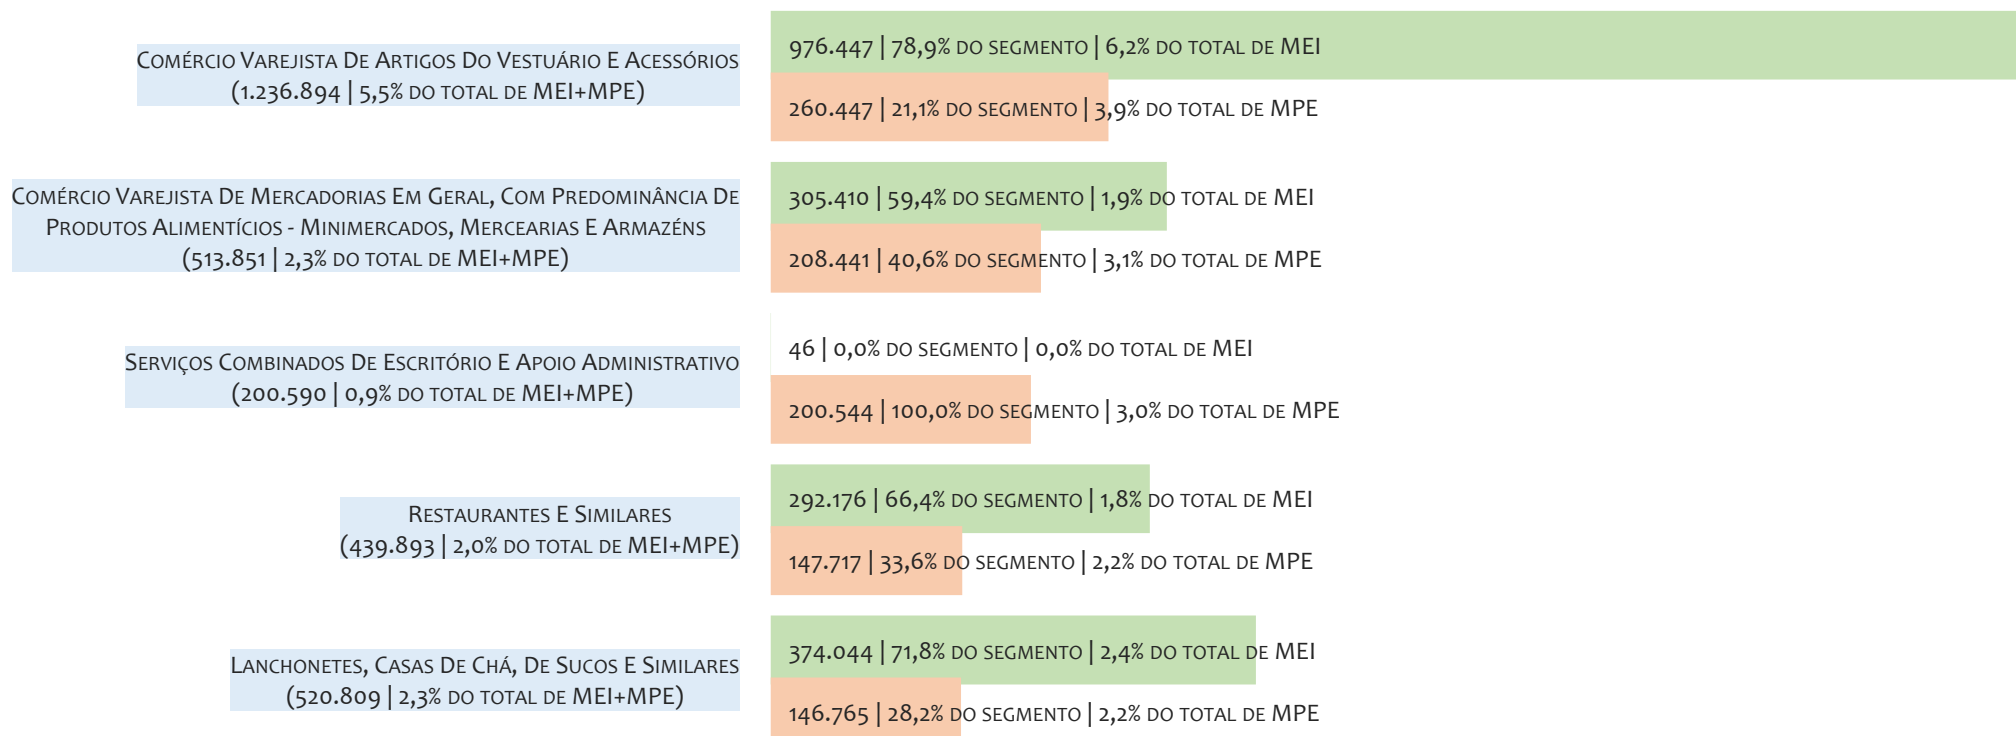 Comércio Varejista De Artigos Do Vestuário E Acessórios
(1.236.894 | 5,5% do total de MEI+MPE)
976.447 | 78,9% do segmento | 6,2% do total de MEI
260.447 | 21,1% do segmento | 3,9% do total de MPE
Comércio Varejista De Mercadorias Em Geral, Com Predominância De
Produtos Alimentícios - Minimercados, Mercearias E Armazéns
(513.851 | 2,3% do total de MEI+MPE)
305.410 | 59,4% do segmento | 1,9% do total de MEI
208.441 | 40,6% do segmento | 3,1% do total de MPE
Serviços Combinados De Escritório E Apoio Administrativo
(200.590 | 0,9% do total de MEI+MPE)
46 | 0,0% do segmento | 0,0% do total de MEI
200.544 | 100,0% do segmento | 3,0% do total de MPE
Restaurantes E Similares
(439.893 | 2,0% do total de MEI+MPE)
292.176 | 66,4% do segmento | 1,8% do total de MEI
147.717 | 33,6% do segmento | 2,2% do total de MPE
Lanchonetes, Casas De Chá, De Sucos E Similares
(520.809 | 2,3% do total de MEI+MPE)
374.044 | 71,8% do segmento | 2,4% do total de MEI
146.765 | 28,2% do segmento | 2,2% do total de MPE